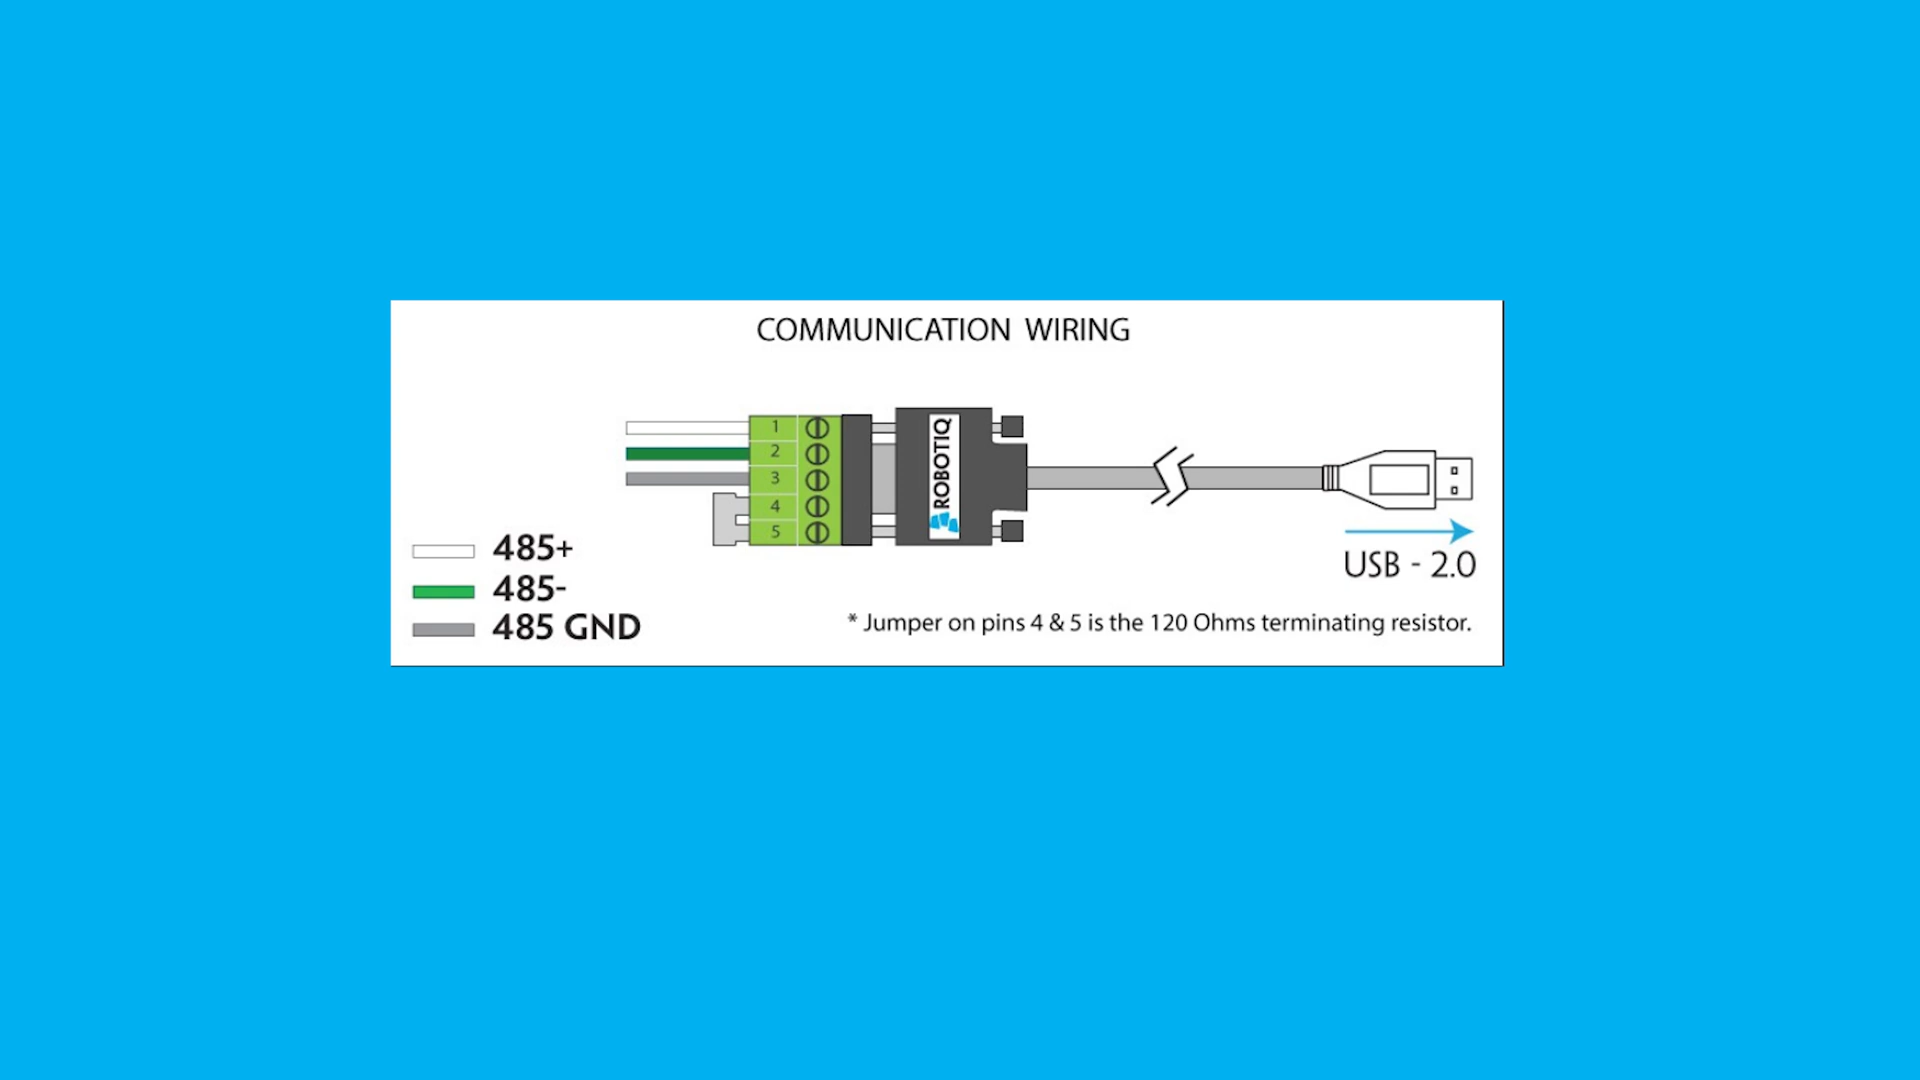 COMMUNICATION WIRING
1
2
3
4
5
ROBOTIQ
485+
485-
485 GND
USB - 2.0
* Jumper on pins 4 & 5 is the 120 Ohms terminating resistor.